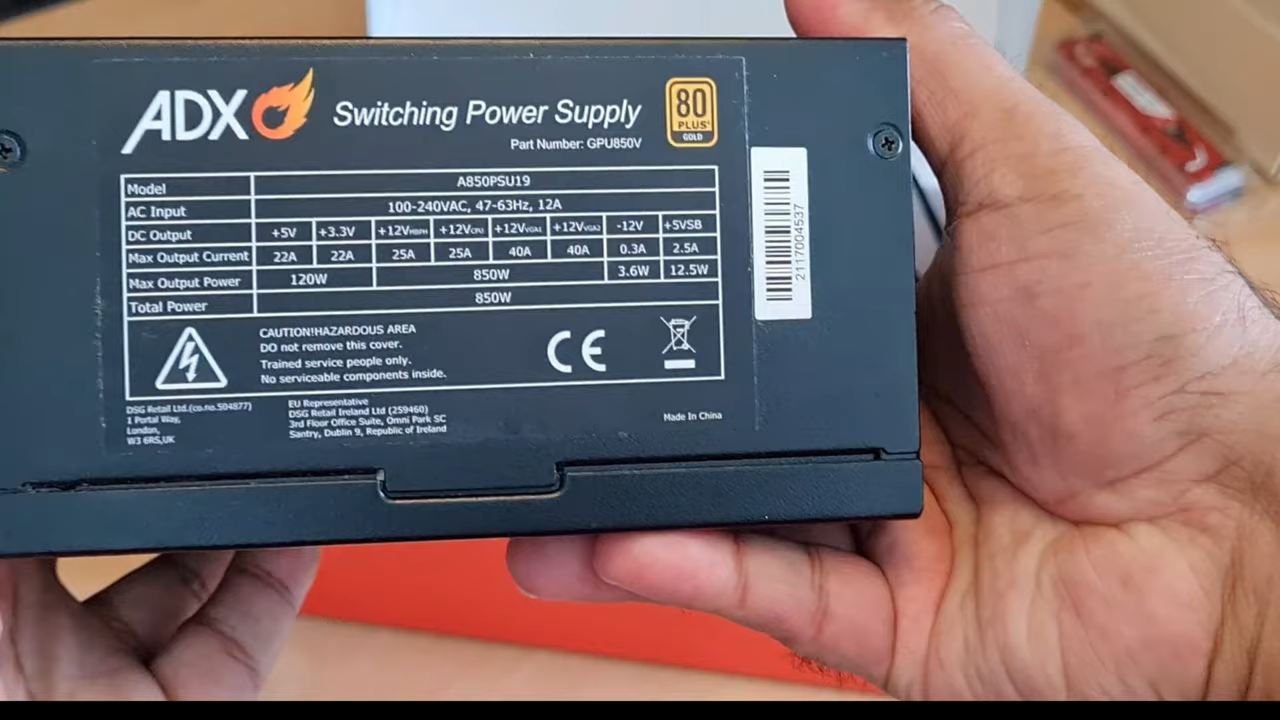 ADX Switching Power Supply
80 PLUS GOLD
Part Number: GPU850V
Model A850PSU19
AC Input 100-240VAC, 47-63Hz, 12A
DC Output +5V +3.3V +12VMBPH +12VCPU +12VVGA1 +12VVGA2 -12V +5VSB
Max Output Current 22A 22A 25A 25A 40A 40A 0.3A 2.5A
Max Output Power 120W 850W 3.6W 12.5W
Total Power 850W
CAUTION!HAZARDOUS AREA
DO not remove this cover.
Trained service people only.
No serviceable components inside.
CE
DSG Retail Ltd.(co.no.504877)
1 Portal Way,
London,
W3 6RS,UK
EU Representative
DSG Retail Ireland Ltd (259460)
3rd Floor Office Suite, Omni Park SC
Santry, Dublin 9, Republic of Ireland
Made In China
2117004537